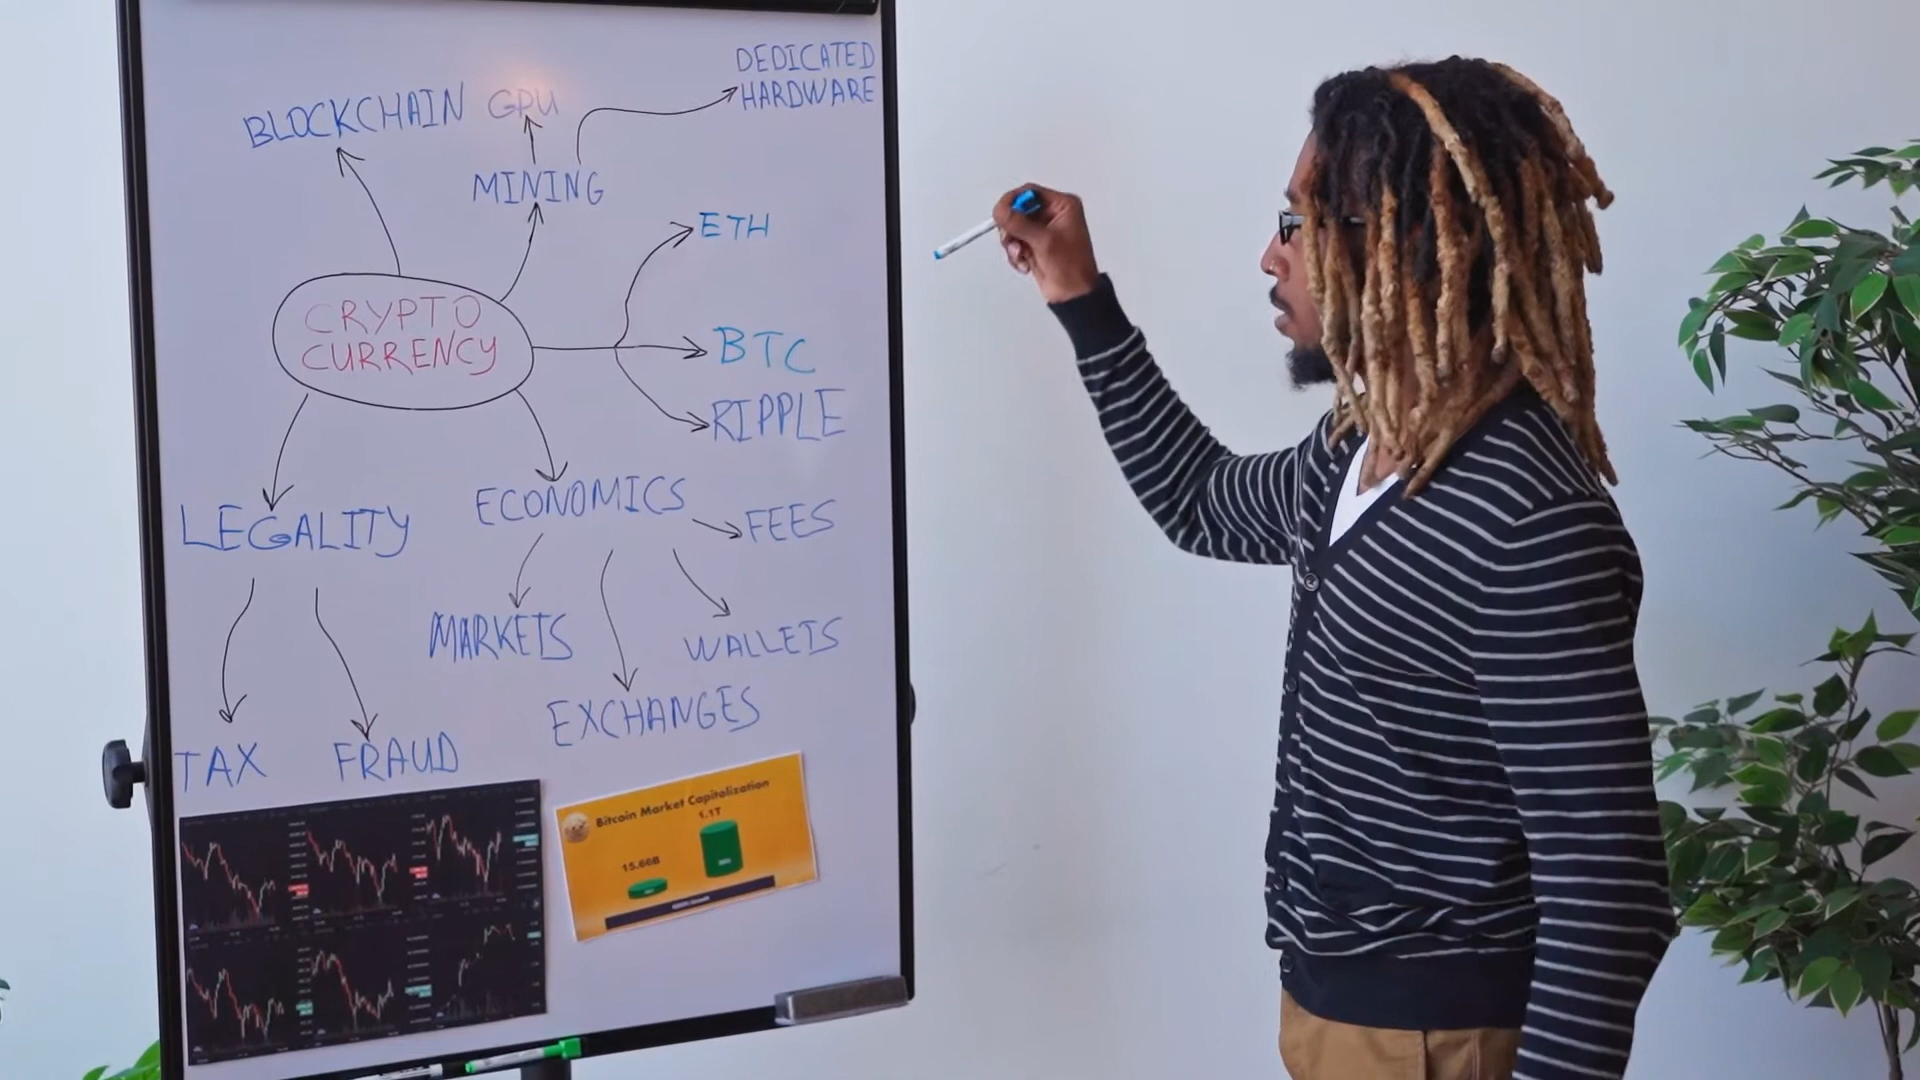 DEDICATED
HARDWARE
BLOCKCHAIN
GPU
MINING
ETH
CRYPTO
CURRENCY
BTC
RIPPLE
LEGALITY
ECONOMICS
FEES
MARKETS
WALLETS
EXCHANGES
TAX
FRAUD
Bitcoin Market Capitalization
1.1T
15.66B